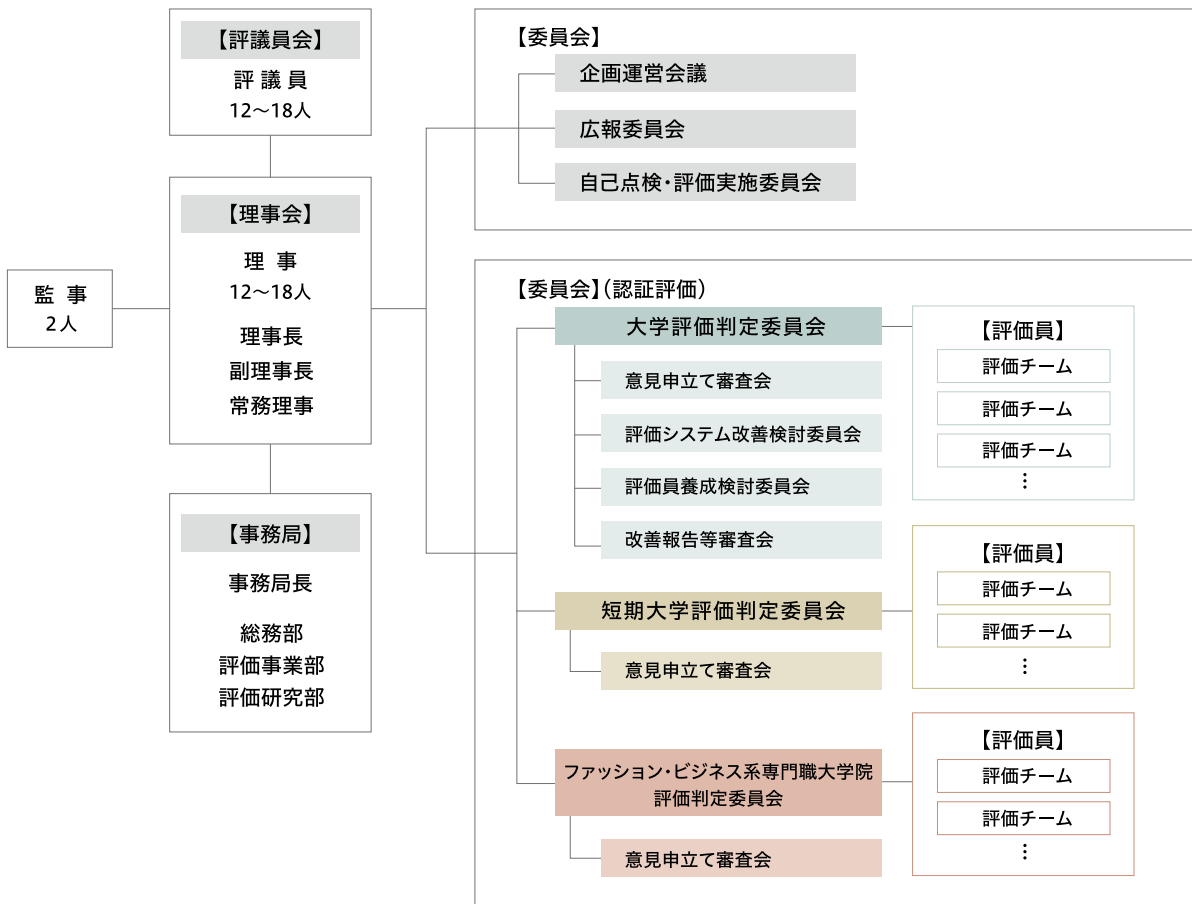 【評議員会】
評議員
12〜18人
【理事会】
理事
12〜18人
理事長
副理事長
常務理事
監事
2人
【事務局】
事務局長
総務部
評価事業部
評価研究部
【委員会】
企画運営会議
広報委員会
自己点検・評価実施委員会
【委員会】(認証評価)
大学評価判定委員会
意見申立て審査会
評価システム改善検討委員会
評価員養成検討委員会
改善報告等審査会
【評価員】
評価チーム
評価チーム
評価チーム
⋮
短期大学評価判定委員会
意見申立て審査会
【評価員】
評価チーム
評価チーム
⋮
ファッション・ビジネス系専門職大学院
評価判定委員会
意見申立て審査会
【評価員】
評価チーム
評価チーム
⋮